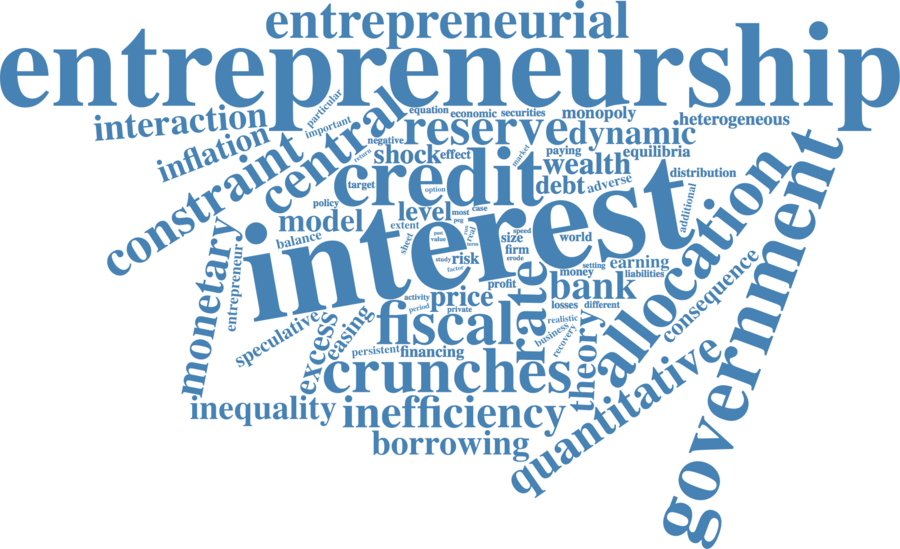 entrepreneurial
entrepreneurship
particular
equation
economic
securities
monopoly
heterogeneous
interaction
important
central
reserve
dynamic
inflation
negative
return
shock
effect
market
paying
equilibria
constraint
credit
wealth
target
option
debt
adverse
distribution
government
policy
model
level
most
case
interest
additional
allocation
extent
balance
sheet
past
value
peg
real
term
speed
size
world
firm
crude
study
risk
factor
setting
earning
monetary
entrepreneur
money
liabilities
consequence
profit
bank
rate
activity
price
period
private
losses
different
speculative
excess
easing
fiscal
realistic
business
recovery
theory
persistent
financing
crunches
quantitative
inequality
inefficiency
borrowing